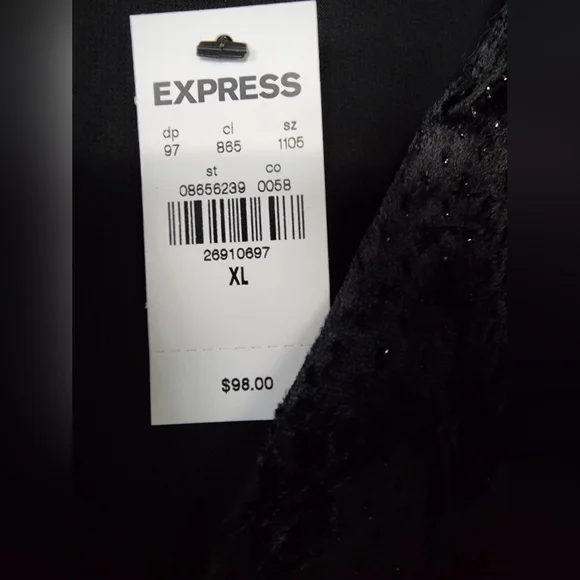 EXPRESS
dp cl sz
97 865 1105
st co
08656239 0058
26910697
XL
$98.00